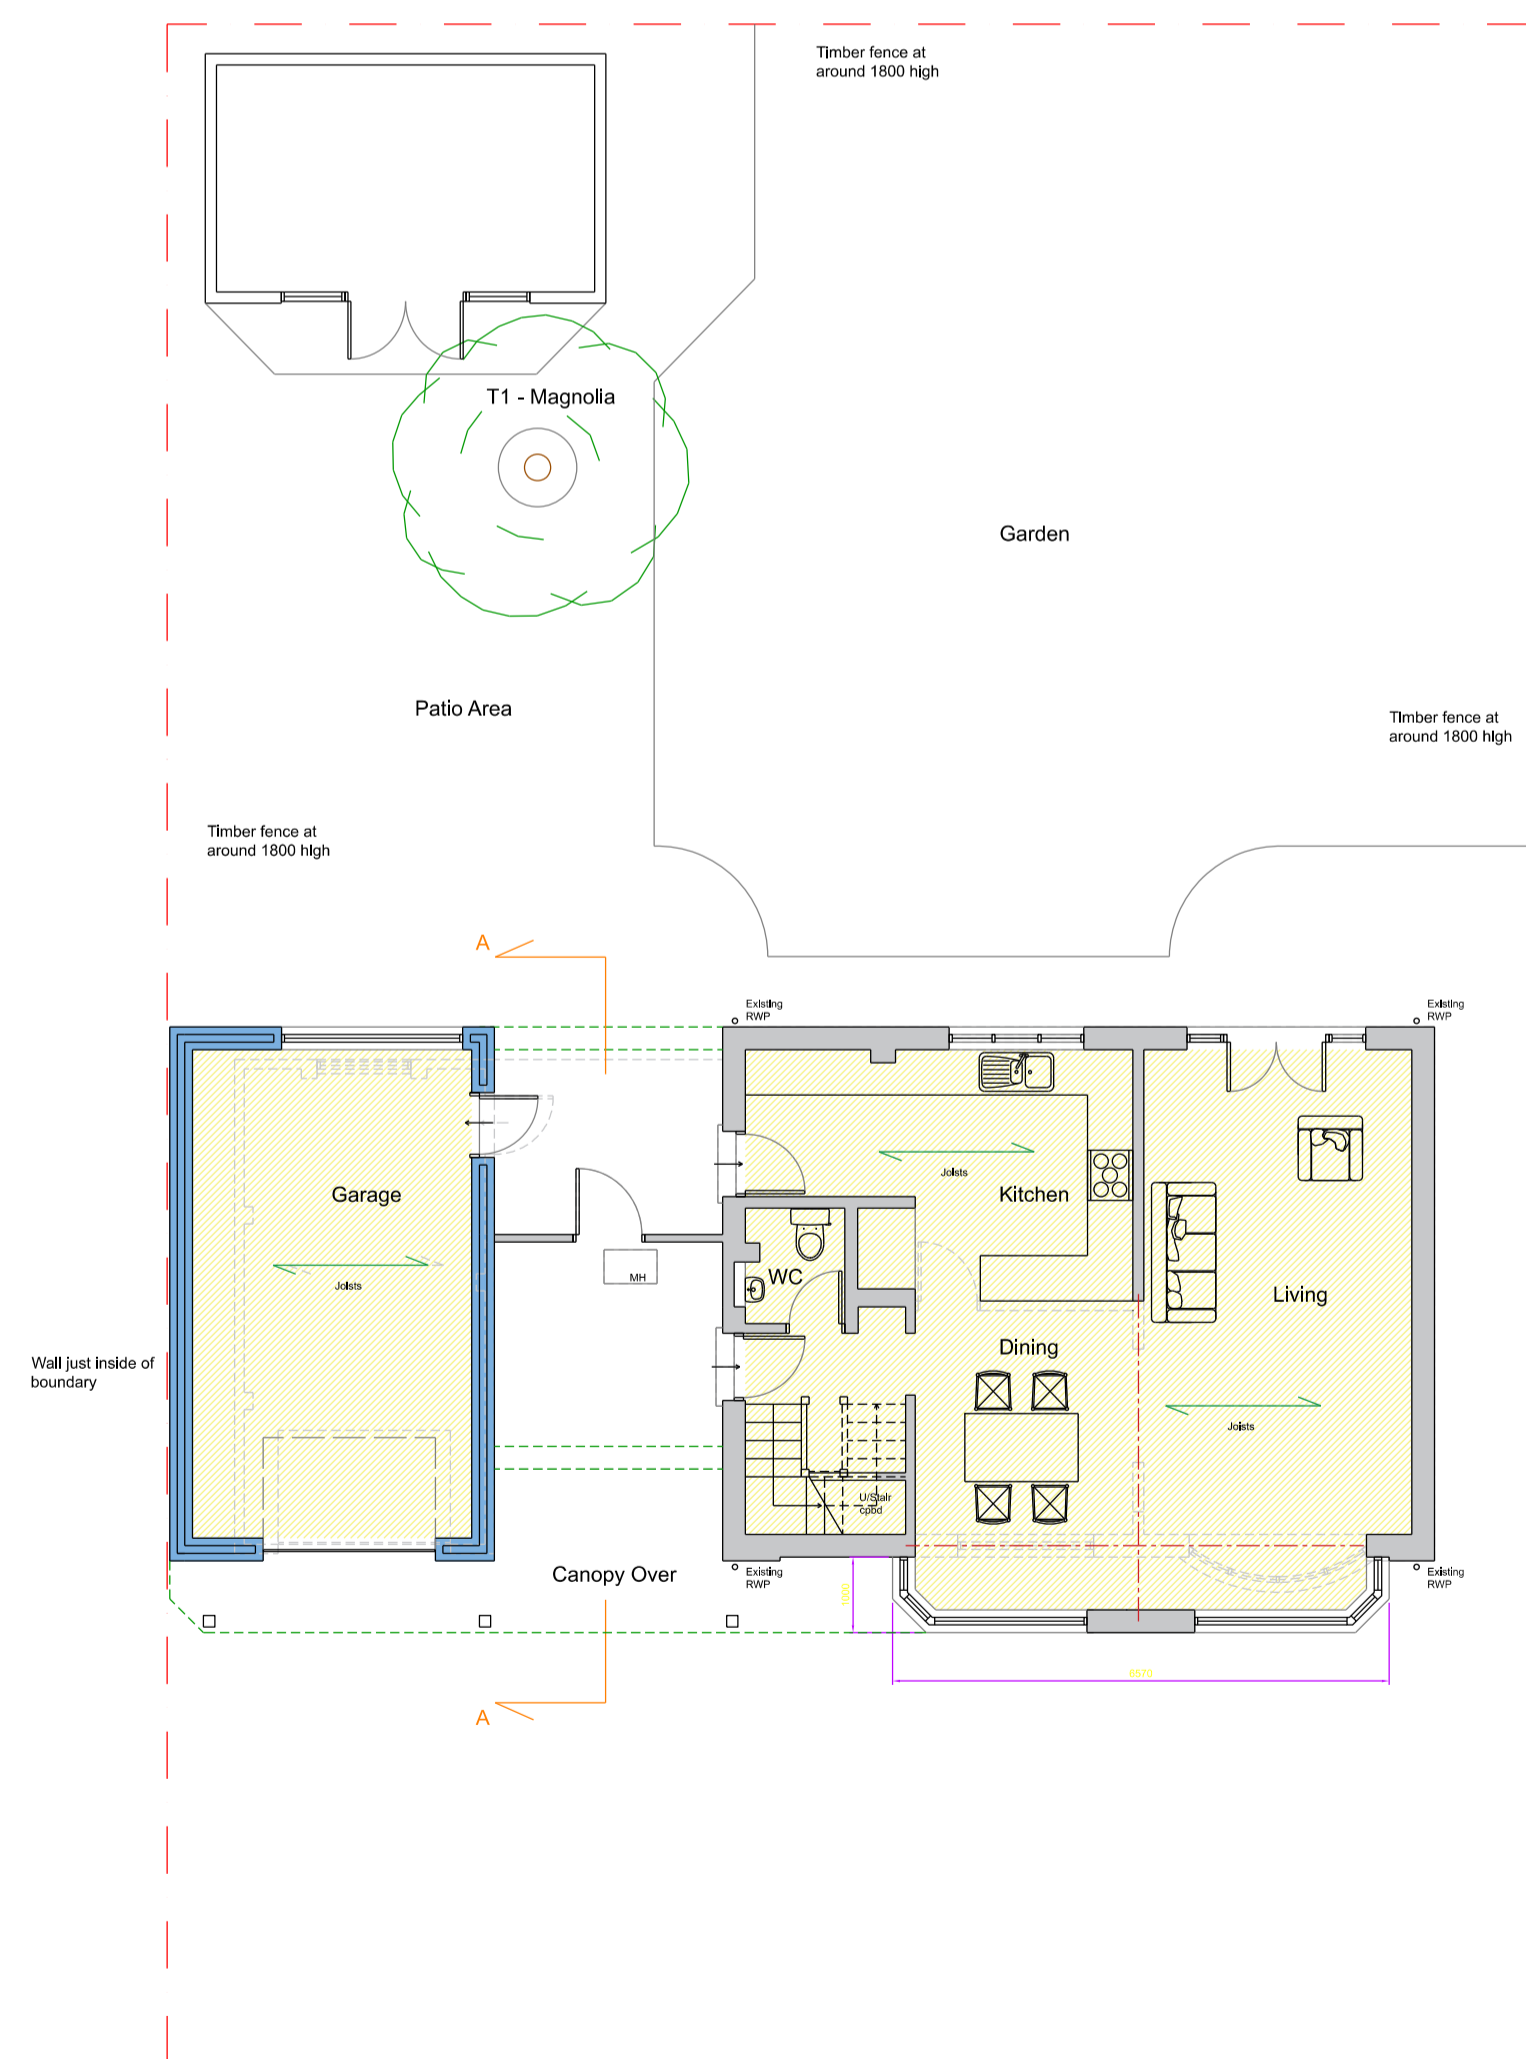 Timber fence at
around 1800 high
T1 - Magnolia
Garden
Patio Area
Timber fence at
around 1800 high
Timber fence at
around 1800 high
A
Existing
RWP
Existing
RWP
Joists
Garage
Kitchen
MH
WC
Joists
Living
Dining
Wall just inside of
boundary
Joists
U/Stair
cpbd
Canopy Over
Existing
RWP
Existing
RWP
1000
6570
A